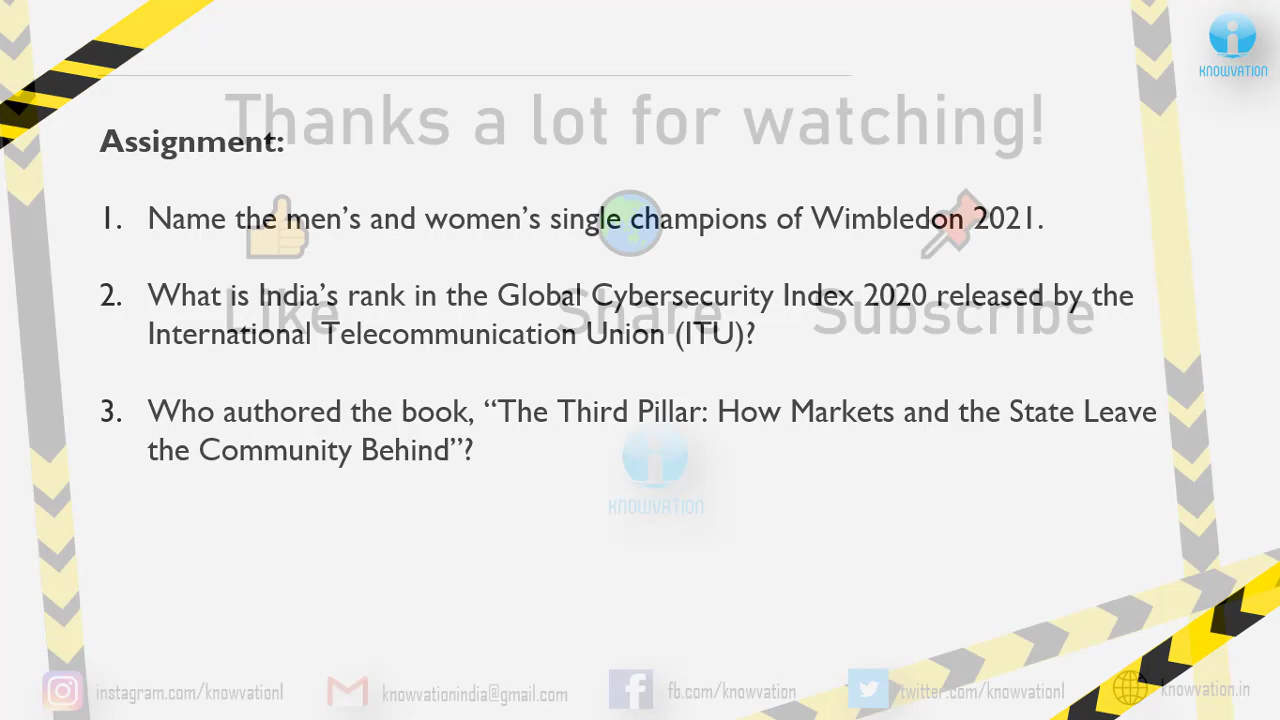 KNOWVATION
Thanks a lot for watching!
Assignment:
1. Name the men’s and women’s single champions of Wimbledon 2021.
2. What is India’s rank in the Global Cybersecurity Index 2020 released by the
International Telecommunication Union (ITU)?
Like Share Subscribe
3. Who authored the book, “The Third Pillar: How Markets and the State Leave
the Community Behind”?
KNOWVATION
instagram.com/knowvation1 knowvationindia@gmail.com fb.com/knowvation twitter.com/knowvation1 knowvation.in